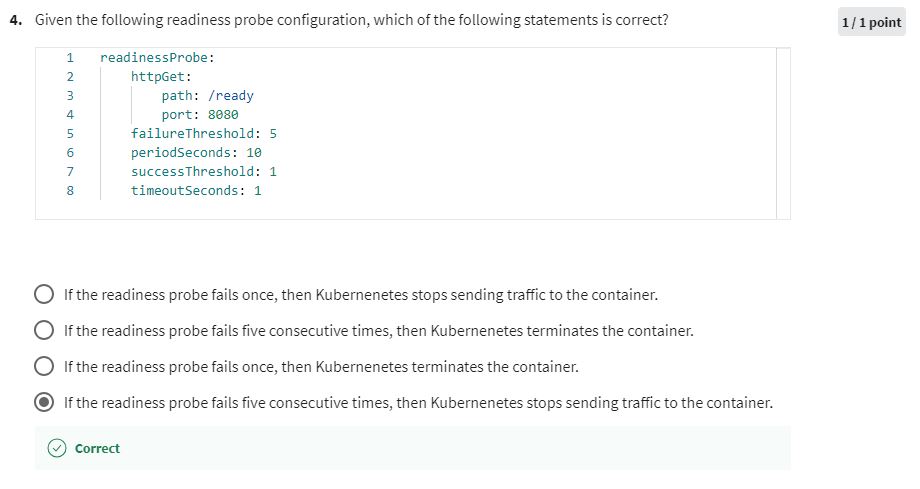 4. Given the following readiness probe configuration, which of the following statements is correct?
1 / 1 point
1 readinessProbe:
2 httpGet:
3 path: /ready
4 port: 8080
5 failureThreshold: 5
6 periodSeconds: 10
7 successThreshold: 1
8 timeoutSeconds: 1
If the readiness probe fails once, then Kubernenetes stops sending traffic to the container.
If the readiness probe fails five consecutive times, then Kubernenetes terminates the container.
If the readiness probe fails once, then Kubernenetes terminates the container.
If the readiness probe fails five consecutive times, then Kubernenetes stops sending traffic to the container.
Correct